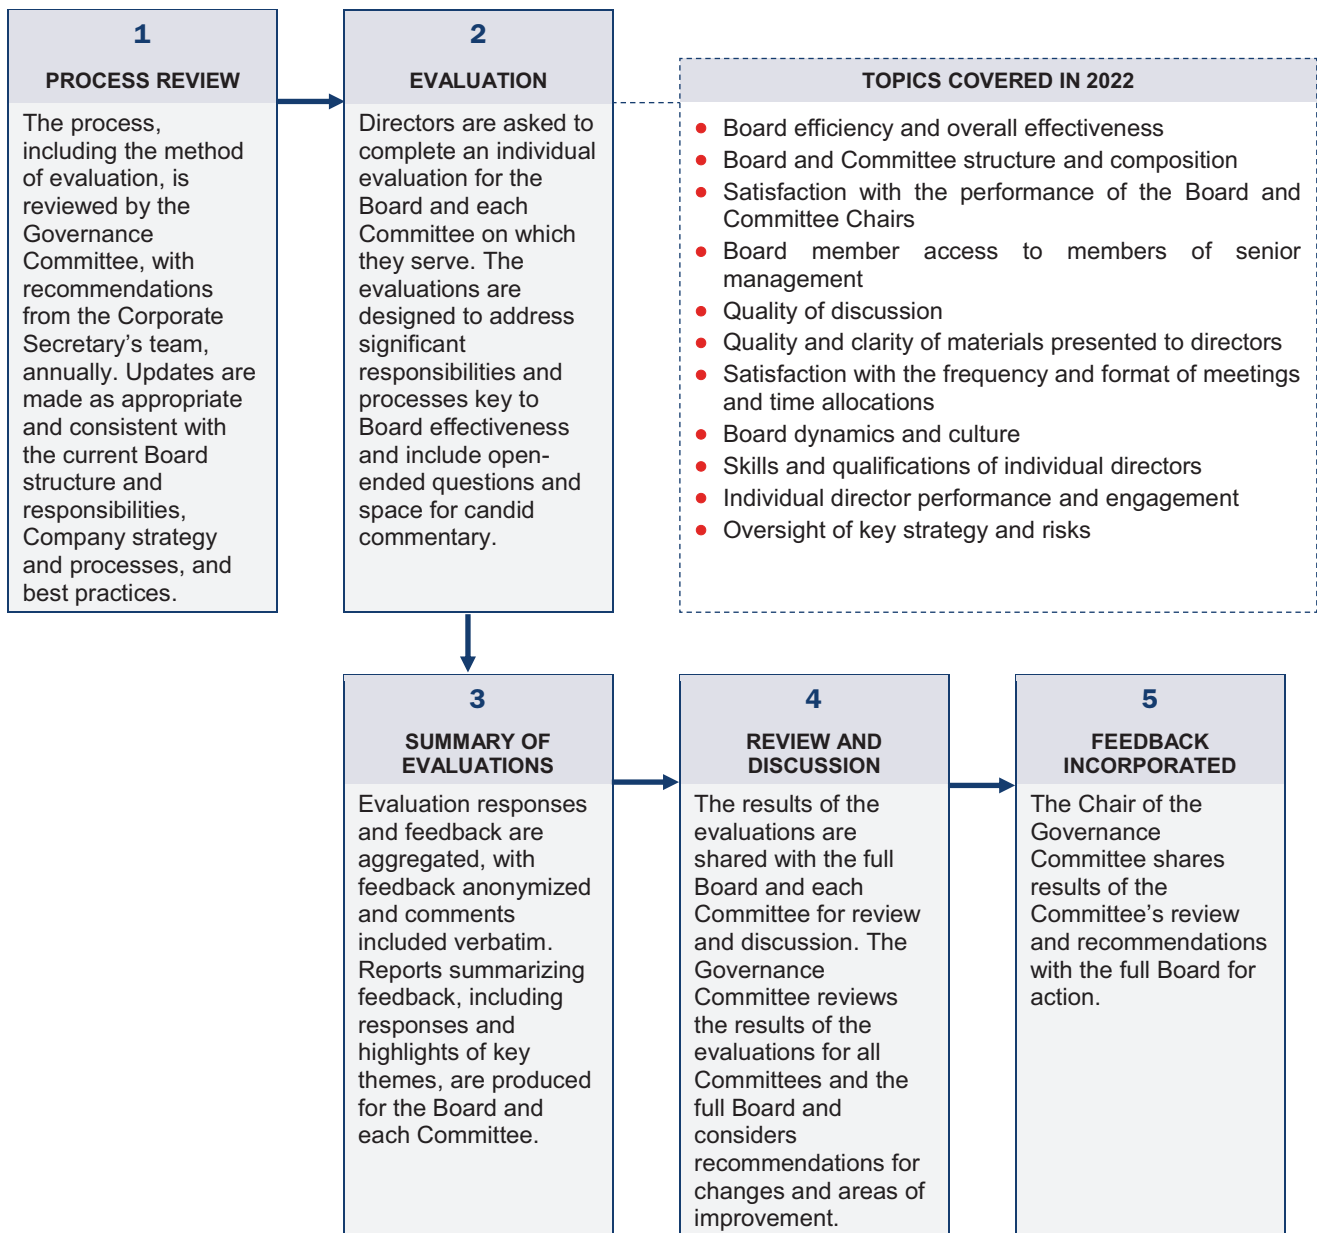 1
PROCESS REVIEW
The process,
including the method
of evaluation, is
reviewed by the
Governance
Committee, with
recommendations
from the Corporate
Secretary’s team,
annually. Updates are
made as appropriate
and consistent with
the current Board
structure and
responsibilities,
Company strategy
and processes, and
best practices.
2
EVALUATION
Directors are asked to
complete an individual
evaluation for the
Board and each
Committee on which
they serve. The
evaluations are
designed to address
significant
responsibilities and
processes key to
Board effectiveness
and include open-
ended questions and
space for candid
commentary.
TOPICS COVERED IN 2022
• Board efficiency and overall effectiveness
• Board and Committee structure and composition
• Satisfaction with the performance of the Board and
Committee Chairs
• Board member access to members of senior
management
• Quality of discussion
• Quality and clarity of materials presented to directors
• Satisfaction with the frequency and format of meetings
and time allocations
• Board dynamics and culture
• Skills and qualifications of individual directors
• Individual director performance and engagement
• Oversight of key strategy and risks
3
SUMMARY OF
EVALUATIONS
Evaluation responses
and feedback are
aggregated, with
feedback anonymized
and comments
included verbatim.
Reports summarizing
feedback, including
responses and
highlights of key
themes, are produced
for the Board and
each Committee.
4
REVIEW AND
DISCUSSION
The results of the
evaluations are
shared with the full
Board and each
Committee for review
and discussion. The
Governance
Committee reviews
the results of the
evaluations for all
Committees and the
full Board and
considers
recommendations for
changes and areas of
improvement.
5
FEEDBACK
INCORPORATED
The Chair of the
Governance
Committee shares
results of the
Committee’s review
and recommendations
with the full Board for
action.